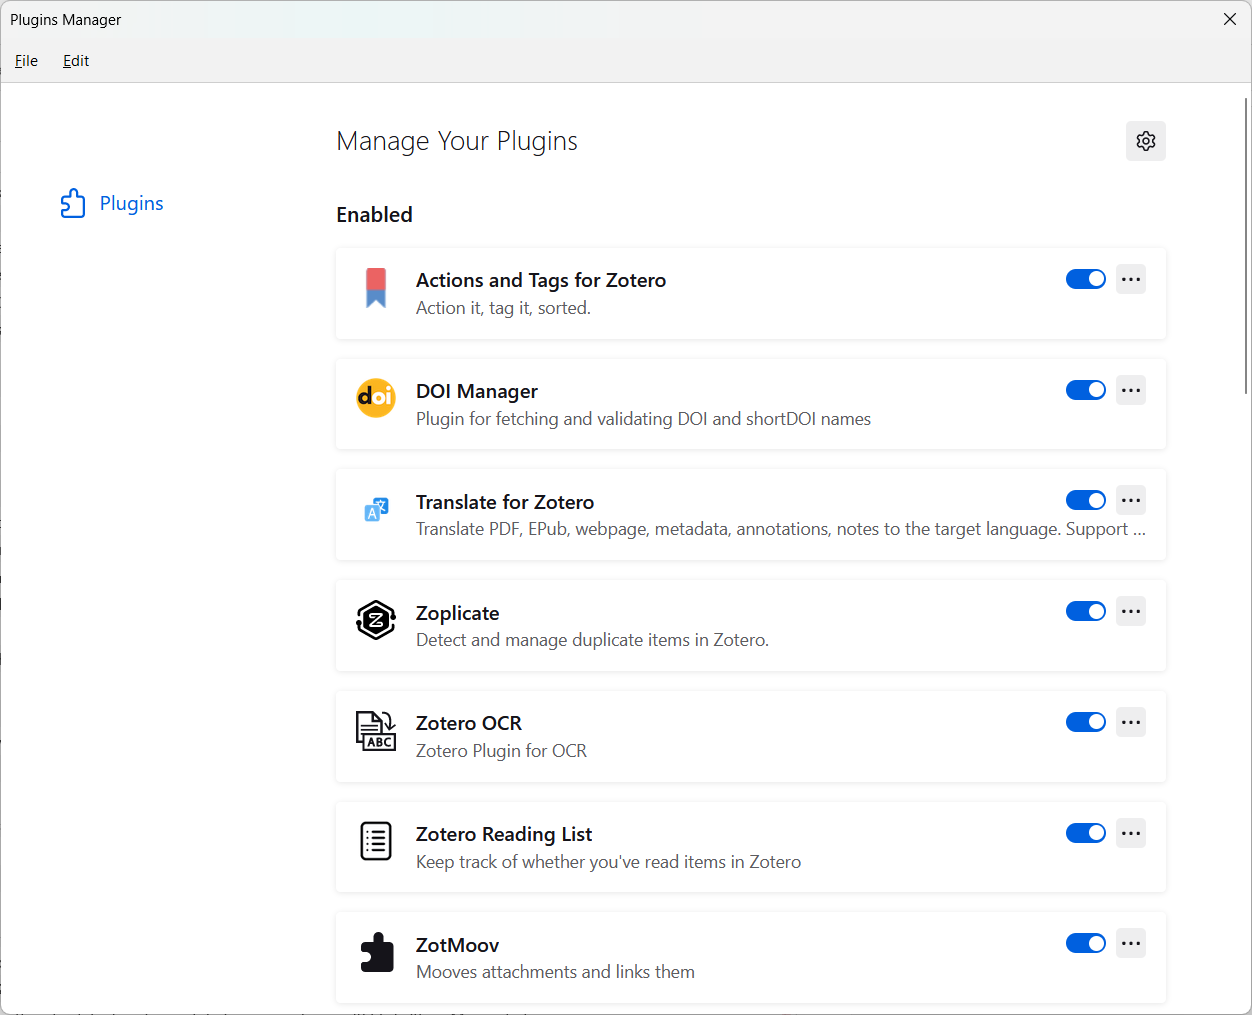 Plugins Manager
File Edit
Manage Your Plugins
Plugins
Enabled
Actions and Tags for Zotero
Action it, tag it, sorted.
doi
DOI Manager
Plugin for fetching and validating DOI and shortDOI names
A
Translate for Zotero
Translate PDF, EPub, webpage, metadata, annotations, notes to the target language. Support ...
Z
Zoplicate
Detect and manage duplicate items in Zotero.
ABC
Zotero OCR
Zotero Plugin for OCR
Zotero Reading List
Keep track of whether you've read items in Zotero
ZotMoov
Mooves attachments and links them